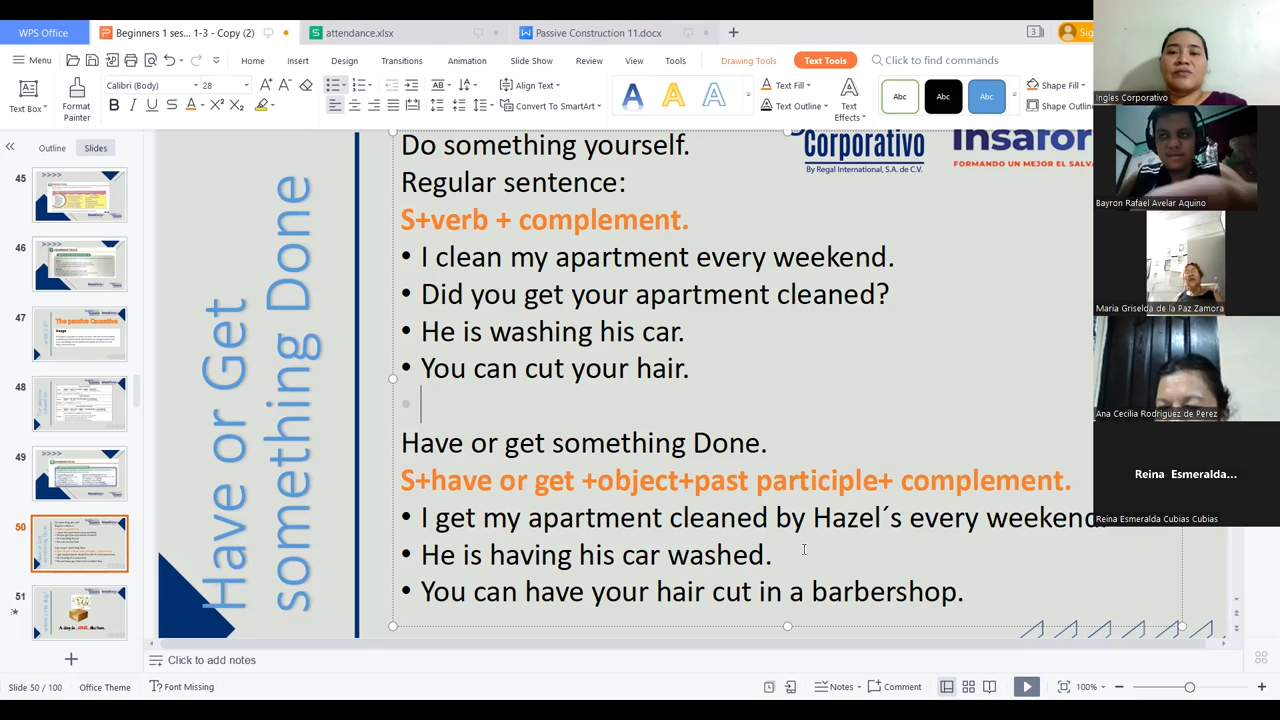 WPS Office
Beginners 1 ses... 1-3 - Copy (2)
attendance.xlsx
Passive Construction 11.docx
Menu
Home
Insert
Design
Transitions
Animation
Slide Show
Review
View
Tools
Drawing Tools
Text Tools
Click to find commands
Text Box
Format Painter
Calibri (Body)
28
Align Text
Convert To SmartArt
Text Fill
Text Outline
Text Effects
Abc
Abc
Abc
Shape Fill
Shape Outline
Outline
Slides
45
46
47
48
49
50
51
Have or Get
something Done
Corporativo
By Regal International, S.A. de C.V.
Insafor
FORMANDO UN MEJOR EL SALV
Do something yourself.
Regular sentence:
S+verb + complement.
• I clean my apartment every weekend.
• Did you get your apartment cleaned?
• He is washing his car.
• You can cut your hair.
Have or get something Done.
S+have or get +object+past participle+ complement.
• I get my apartment cleaned by Hazel´s every weekend.
• He is having his car washed.
• You can have your hair cut in a barbershop.
Ingles Corporativo
Bayron Rafael Avelar Aquino
Maria Griselda de la Paz Zamora
Ana Cecilia Rodriguez de Perez
Reina Esmeralda...
Reina Esmeralda Cubias Cubias
Click to add notes
Slide 50 / 100
Office Theme
Font Missing
Notes
Comment
100%